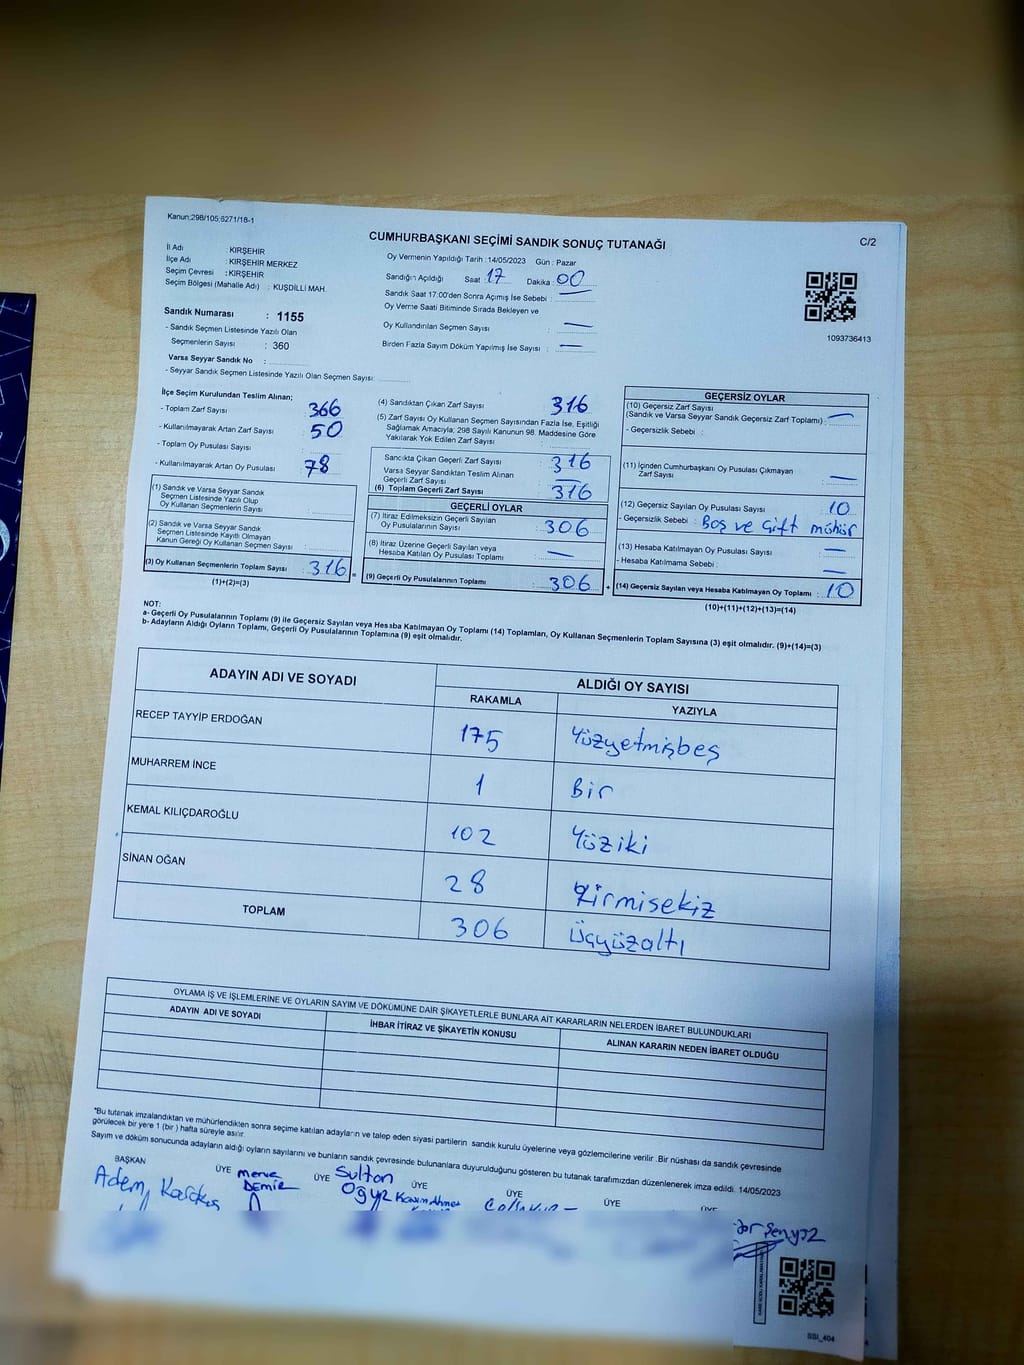 Kanun:298/105,6271/18-1
CUMHURBAŞKANI SEÇİMİ SANDIK SONUÇ TUTANAĞI
C/2
İl Adı : KIRŞEHİR
İlçe Adı : KIRŞEHİR MERKEZ
Seçim Çevresi : KIRŞEHİR
Seçim Bölgesi (Mahalle Adı) : KUŞDİLLİ MAH.
Sandık Numarası : 1155
- Sandık Seçmen Listesinde Yazılı Olan
Seçmenlerin Sayısı : 360
Varsa Seyyar Sandık No :
- Seyyar Sandık Seçmen Listesinde Yazılı Olan Seçmen Sayısı:
Oy Vermenin Yapıldığı Tarih :14/05/2023 Gün : Pazar
Sandığın Açıldığı Saat : 17 Dakika : 00
Sandık Saat 17:00'den Sonra Açılmış İse Sebebi :
Oy Verme Saati Bitiminde Sırada Bekleyen ve
Oy Kullandırılan Seçmen Sayısı : —
Birden Fazla Sayım Döküm Yapılmış İse Sayısı : —
1093736413
İlçe Seçim Kurulundan Teslim Alınan;
- Toplam Zarf Sayısı 366
- Kullanılmayarak Artan Zarf Sayısı 50
- Toplam Oy Pusulası Sayısı
- Kullanılmayarak Artan Oy Pusulası 78
(1) Sandık ve Varsa Seyyar Sandık
Seçmen Listesinde Yazılı Olup
Oy Kullanan Seçmenlerin Sayısı :
(2) Sandık ve Varsa Seyyar Sandık
Seçmen Listesinde Kayıtlı Olmayan
Kanun Gereği Oy Kullanan Seçmen Sayısı :
(3) Oy Kullanan Seçmenlerin Toplam Sayısı : 316
(1)+(2)=(3)
(4) Sandıktan Çıkan Zarf Sayısı 316
(5) Zarf Sayısı Oy Kullanan Seçmen Sayısından Fazla İse, Eşitliği
Sağlamak Amacıyla, 298 Sayılı Kanunun 98. Maddesine Göre
Yakılarak Yok Edilen Zarf Sayısı
Sandıkta Çıkan Geçerli Zarf Sayısı : 316
Varsa Seyyar Sandıktan Teslim Alınan
Geçerli Zarf Sayısı : —
(6) Toplam Geçerli Zarf Sayısı 316
GEÇERLİ OYLAR
(7) İtiraz Edilmeksizin Geçerli Sayılan
Oy Pusulalarının Sayısı : 306
(8) İtiraz Üzerine Geçerli Sayılan veya
Hesaba Katılan Oy Pusulası Toplamı : —
(9) Geçerli Oy Pusulalarının Toplamı : 306
GEÇERSİZ OYLAR
(10) Geçersiz Zarf Sayısı
(Sandık ve Varsa Seyyar Sandık Geçersiz Zarf Toplamı) : —
- Geçersizlik Sebebi :
(11) İçinden Cumhurbaşkanı Oy Pusulası Çıkmayan
Zarf Sayısı : —
(12) Geçersiz Sayılan Oy Pusulası Sayısı : 10
- Geçersizlik Sebebi : Boş ve Çift mühür
(13) Hesaba Katılmayan Oy Pusulası Sayısı : —
- Hesaba Katılmama Sebebi : —
(14) Geçersiz Sayılan veya Hesaba Katılmayan Oy Toplamı : 10
(10)+(11)+(12)+(13)=(14)
NOT:
a- Geçerli Oy Pusulalarının Toplamı (9) ile Geçersiz Sayılan veya Hesaba Katılmayan Oy Toplamı (14) Toplamları, Oy Kullanan Seçmenlerin Toplam Sayısına (3) eşit olmalıdır. (9)+(14)=(3)
b- Adayların Aldığı Oyların Toplamı, Geçerli Oy Pusulalarının Toplamına (9) eşit olmalıdır.
ADAYIN ADI VE SOYADI ALDIĞI OY SAYISI
RAKAMLA YAZIYLA
RECEP TAYYİP ERDOĞAN 175 Yüzyetmişbeş
MUHARREM İNCE 1 Bir
KEMAL KILIÇDAROĞLU 102 Yüziki
SİNAN OĞAN 28 Yirmisekiz
TOPLAM 306 Üçyüzaltı
OYLAMA İŞ VE İŞLEMLERİNE VE OYLARIN SAYIM VE DÖKÜMÜNE DAİR ŞİKAYETLERLE BUNLARA AİT KARARLARIN NELERDEN İBARET BULUNDUKLARI
ADAYIN ADI VE SOYADI İHBAR İTİRAZ VE ŞİKAYETİN KONUSU ALINAN KARARIN NEDEN İBARET OLDUĞU
*Bu tutanak imzalandıktan ve mühürlendikten sonra seçime katılan adayların ve talep eden siyasi partilerin sandık kurulu üyelerine veya gözlemcilerine verilir .Bir nüshası da sandık çevresinde
görülecek bir yere 1 (bir ) hafta süreyle asılır.
Sayım ve döküm sonucunda adayların aldığı oyların sayılarını ve bunların sandık çevresinde bulunanlara duyurulduğunu gösteren bu tutanak tarafımızdan düzenlenerek imza edildi. 14/05/2023
BAŞKAN ÜYE ÜYE ÜYE ÜYE ÜYE
Adem Merve DEMİR Sultan Oğuz
SSI_404